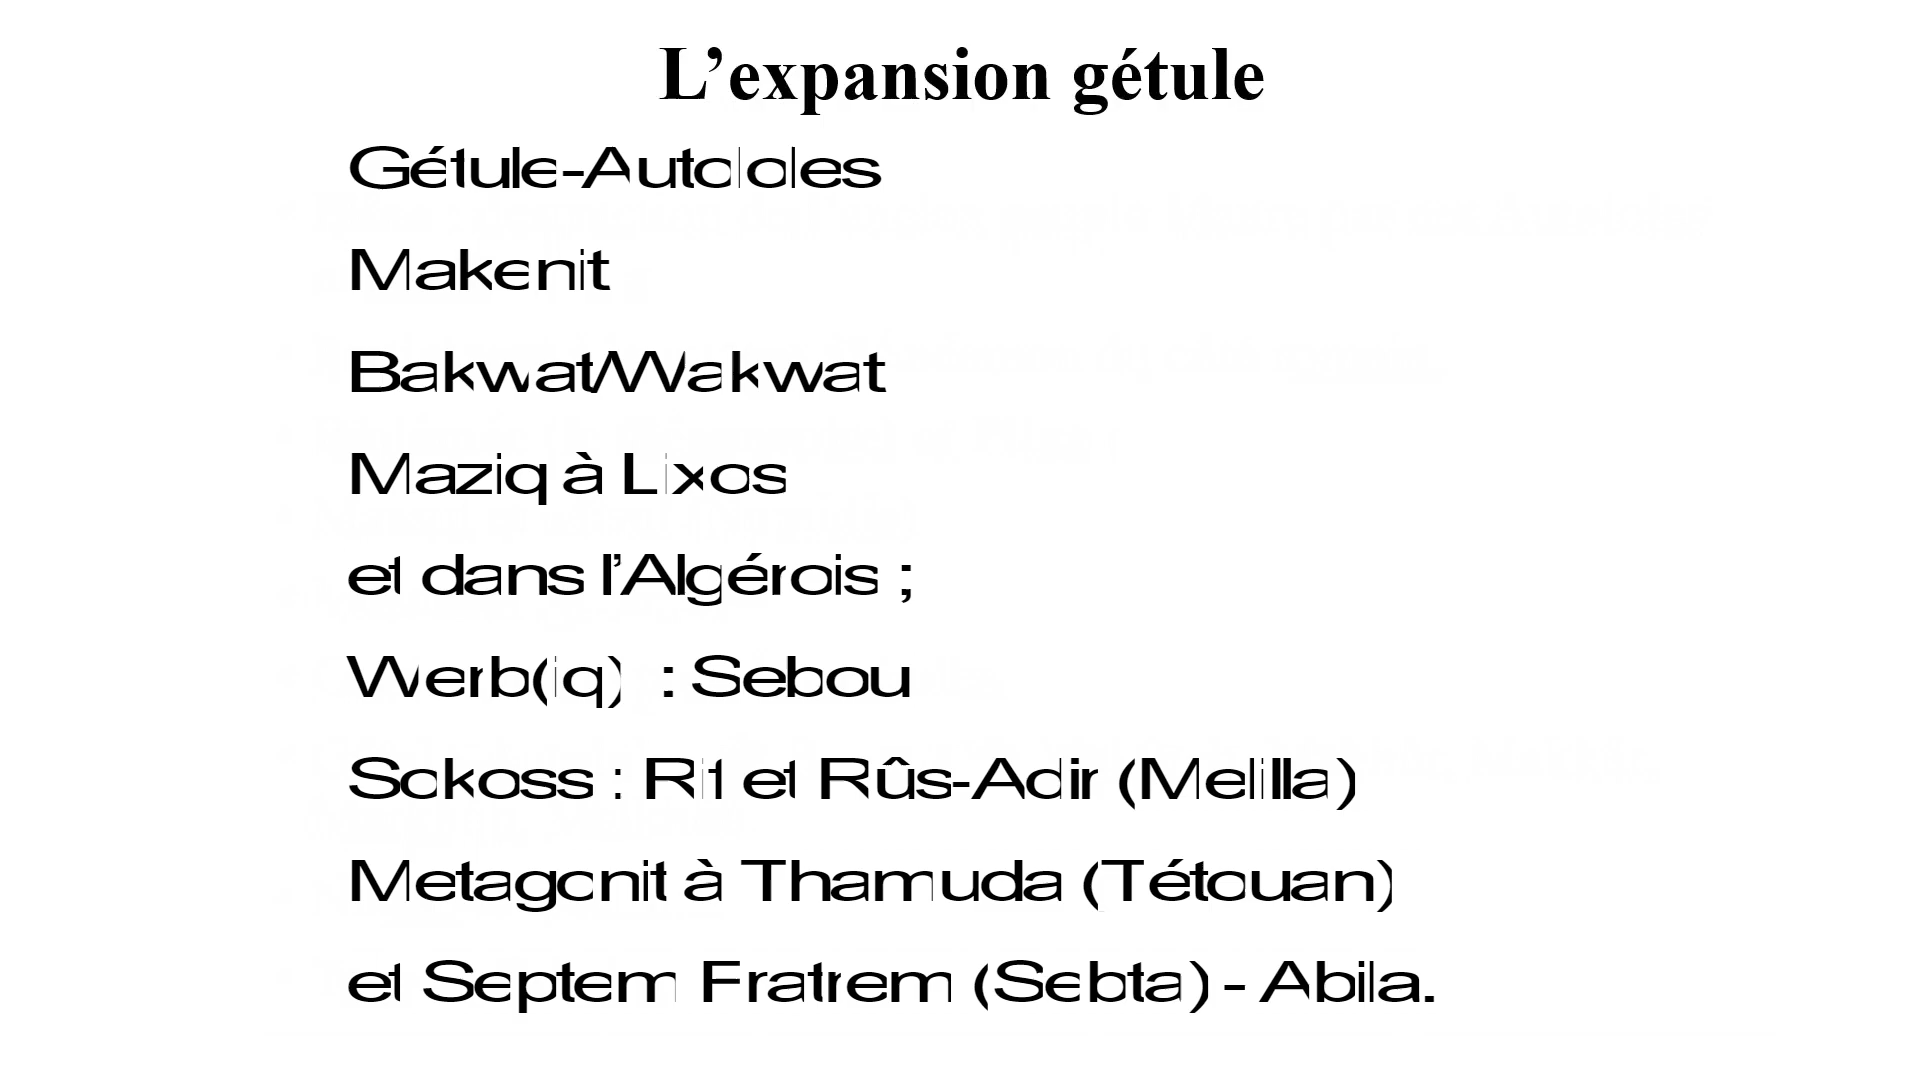 L’expansion gétule
Gétule-Autololes
Makenit
Bakwat/Wakwat
Maziq à Lixos
et dans l’Algérois ;
Werb(iq) : Sebou
Sokoss : Rif et Rûs-Adir (Melilla)
Metagonit à Thamuda (Tétouan)
et Septem Fratrem (Sebta) - Abila.